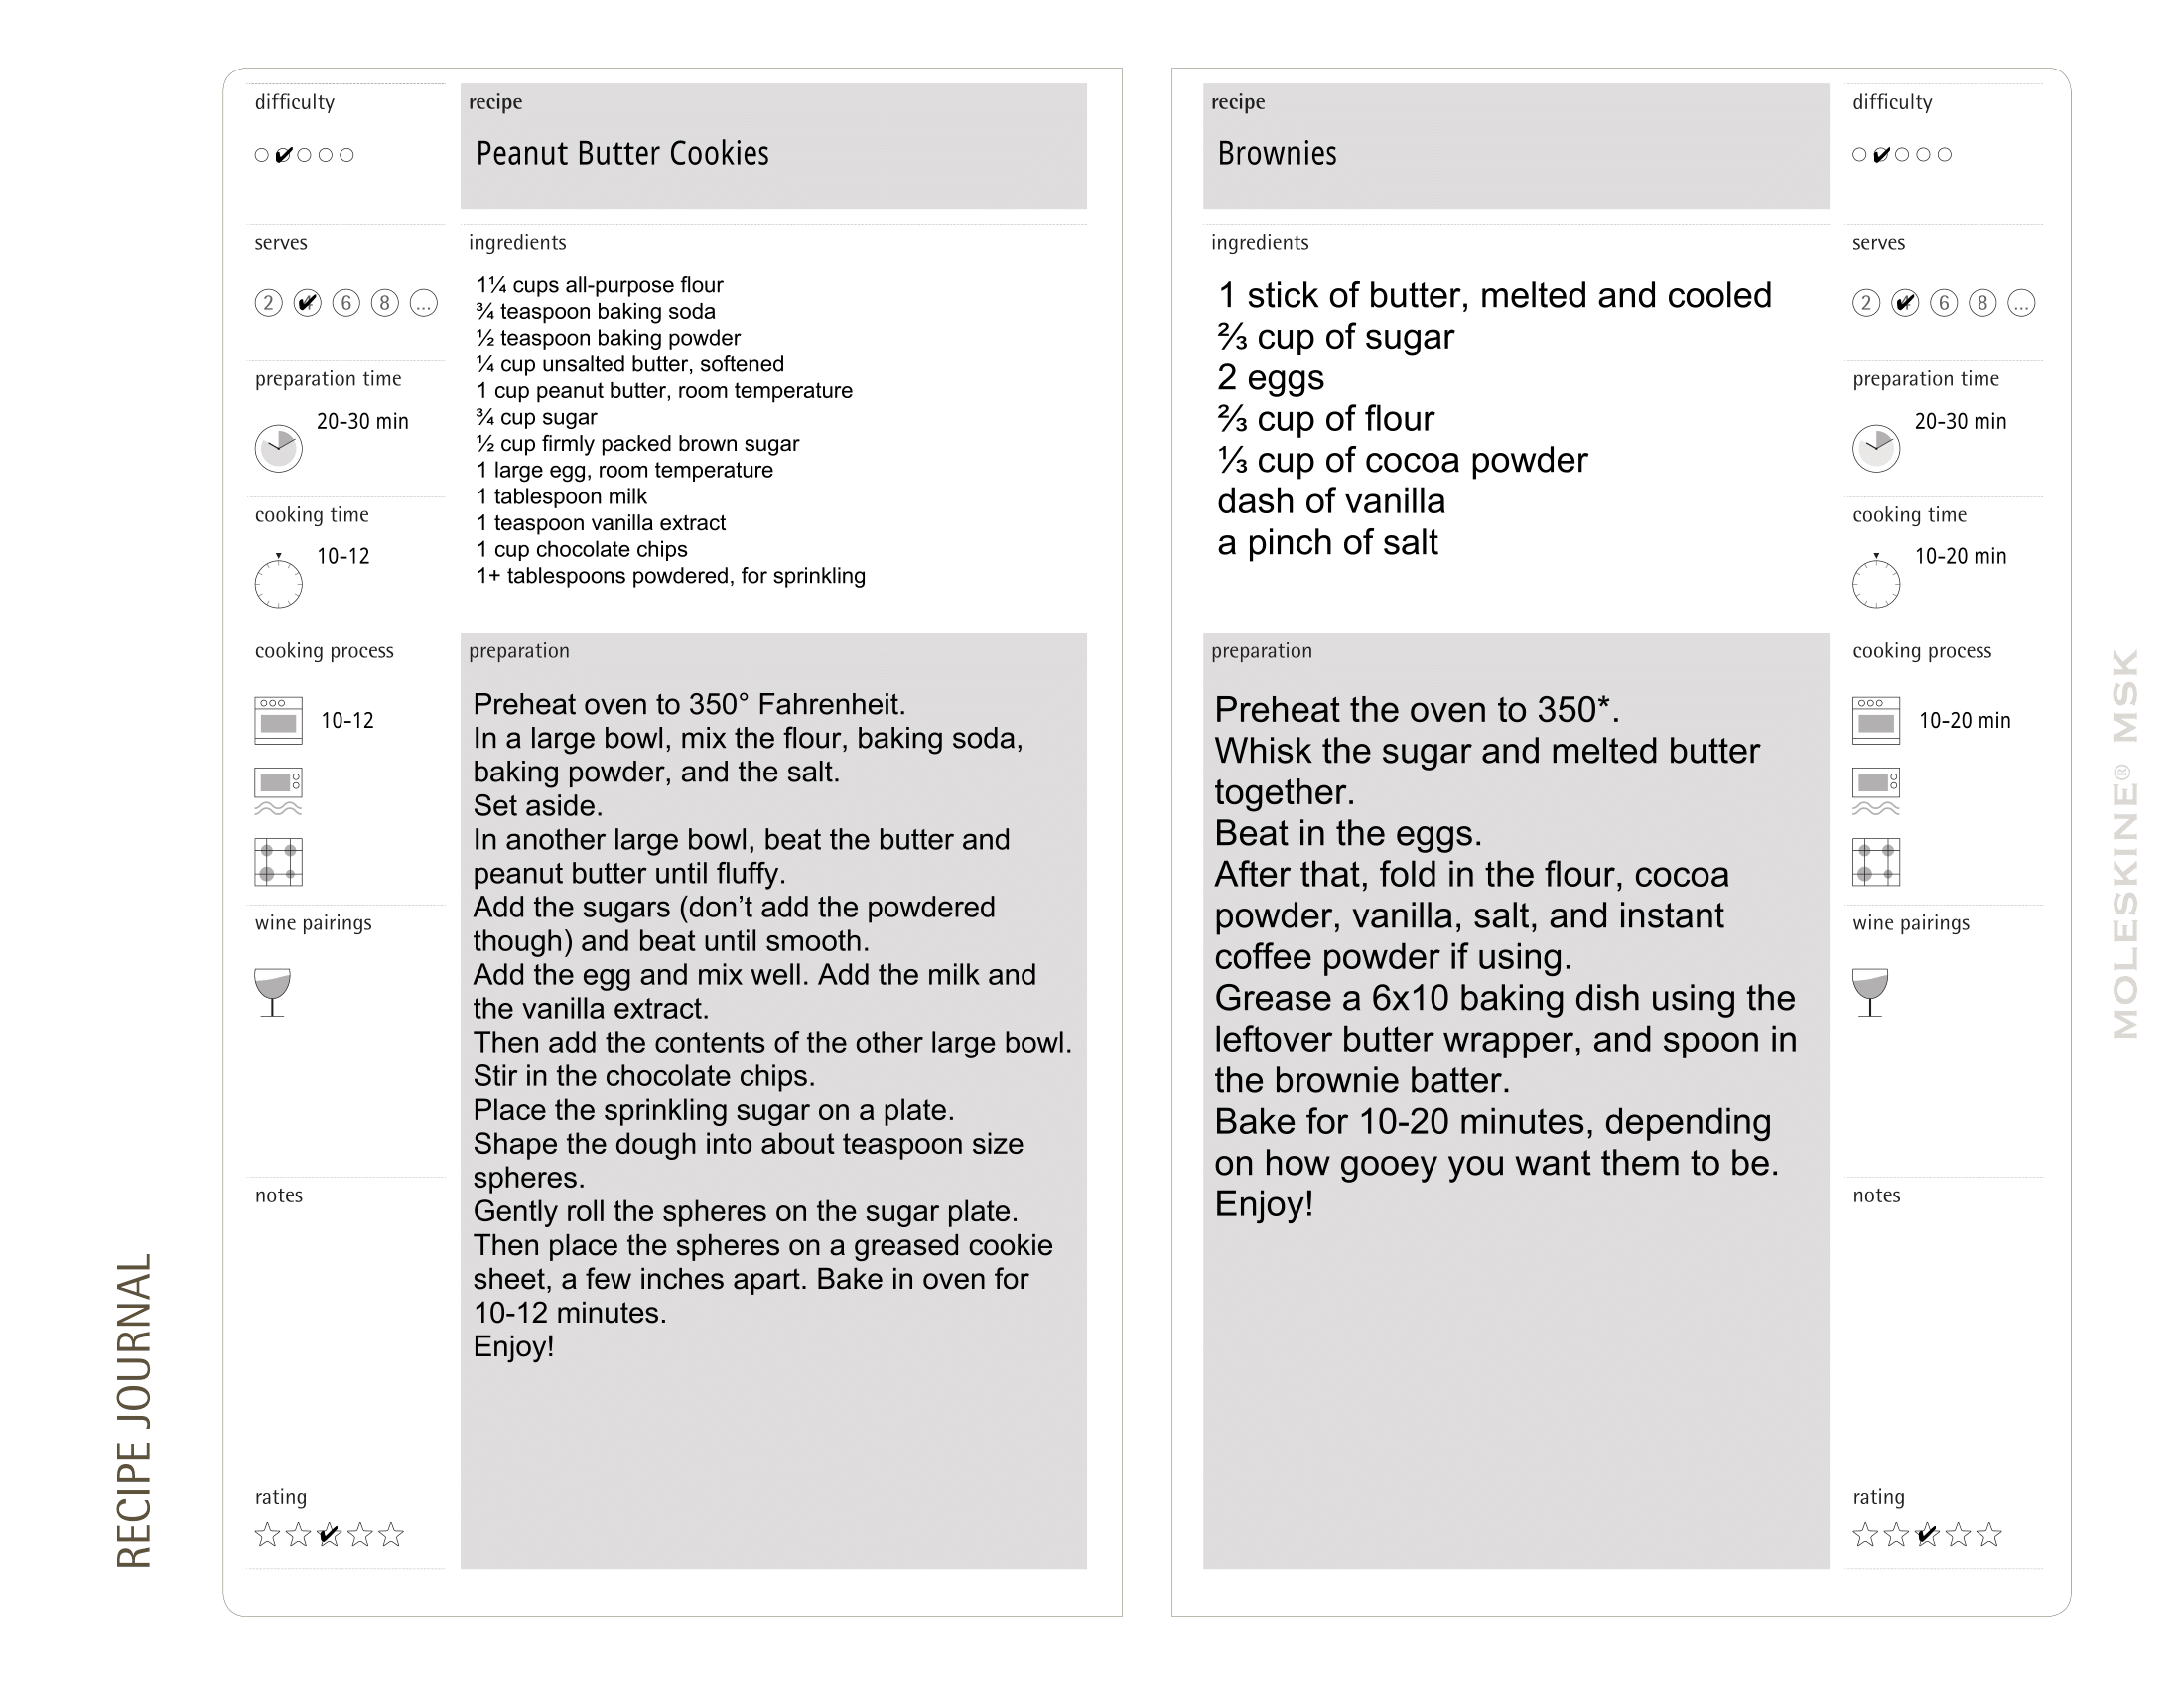 RECIPE JOURNAL
difficulty
recipe
Peanut Butter Cookies
serves
2 6 8 ...
preparation time
20-30 min
cooking time
10-12
cooking process
10-12
wine pairings
notes
rating
ingredients
1¼ cups all-purpose flour
¾ teaspoon baking soda
½ teaspoon baking powder
¼ cup unsalted butter, softened
1 cup peanut butter, room temperature
¾ cup sugar
½ cup firmly packed brown sugar
1 large egg, room temperature
1 tablespoon milk
1 teaspoon vanilla extract
1 cup chocolate chips
1+ tablespoons powdered, for sprinkling
preparation
Preheat oven to 350° Fahrenheit.
In a large bowl, mix the flour, baking soda,
baking powder, and the salt.
Set aside.
In another large bowl, beat the butter and
peanut butter until fluffy.
Add the sugars (don’t add the powdered
though) and beat until smooth.
Add the egg and mix well. Add the milk and
the vanilla extract.
Then add the contents of the other large bowl.
Stir in the chocolate chips.
Place the sprinkling sugar on a plate.
Shape the dough into about teaspoon size
spheres.
Gently roll the spheres on the sugar plate.
Then place the spheres on a greased cookie
sheet, a few inches apart. Bake in oven for
10-12 minutes.
Enjoy!
recipe
Brownies
ingredients
1 stick of butter, melted and cooled
⅔ cup of sugar
2 eggs
⅔ cup of flour
⅓ cup of cocoa powder
dash of vanilla
a pinch of salt
preparation
Preheat the oven to 350*.
Whisk the sugar and melted butter
together.
Beat in the eggs.
After that, fold in the flour, cocoa
powder, vanilla, salt, and instant
coffee powder if using.
Grease a 6x10 baking dish using the
leftover butter wrapper, and spoon in
the brownie batter.
Bake for 10-20 minutes, depending
on how gooey you want them to be.
Enjoy!
difficulty
serves
2 6 8 ...
preparation time
20-30 min
cooking time
10-20 min
cooking process
10-20 min
wine pairings
notes
rating
MOLESKINE® MSK